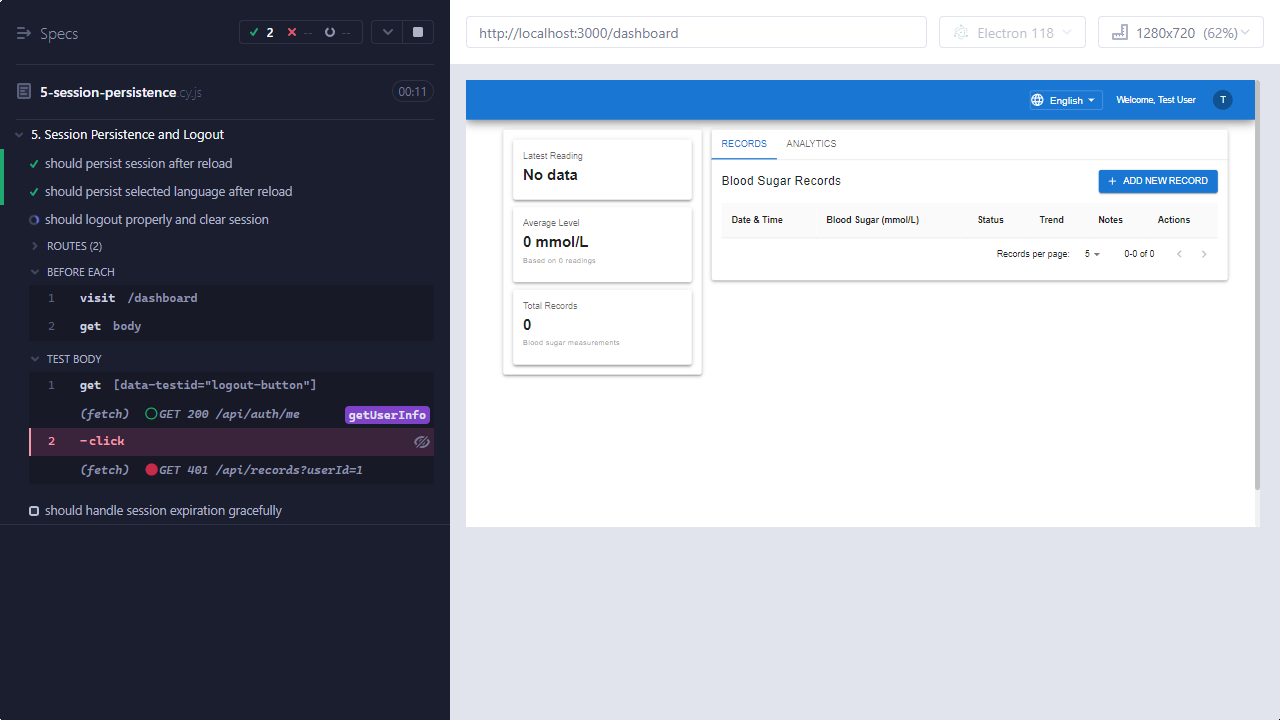 Specs
2 -- --
5-session-persistence.cy.js 00:11
5. Session Persistence and Logout
should persist session after reload
should persist selected language after reload
should logout properly and clear session
ROUTES (2)
BEFORE EACH
1 visit /dashboard
2 get body
TEST BODY
1 get [data-testid="logout-button"]
(fetch) GET 200 /api/auth/me getUserInfo
2 -click
(fetch) GET 401 /api/records?userId=1
should handle session expiration gracefully
http://localhost:3000/dashboard
Electron 118
1280x720 (62%)
English
Welcome, Test User
T
Latest Reading
No data
Average Level
0 mmol/L
Based on 0 readings
Total Records
0
Blood sugar measurements
RECORDS ANALYTICS
Blood Sugar Records
+ ADD NEW RECORD
Date & Time Blood Sugar (mmol/L) Status Trend Notes Actions
Records per page: 5 0-0 of 0